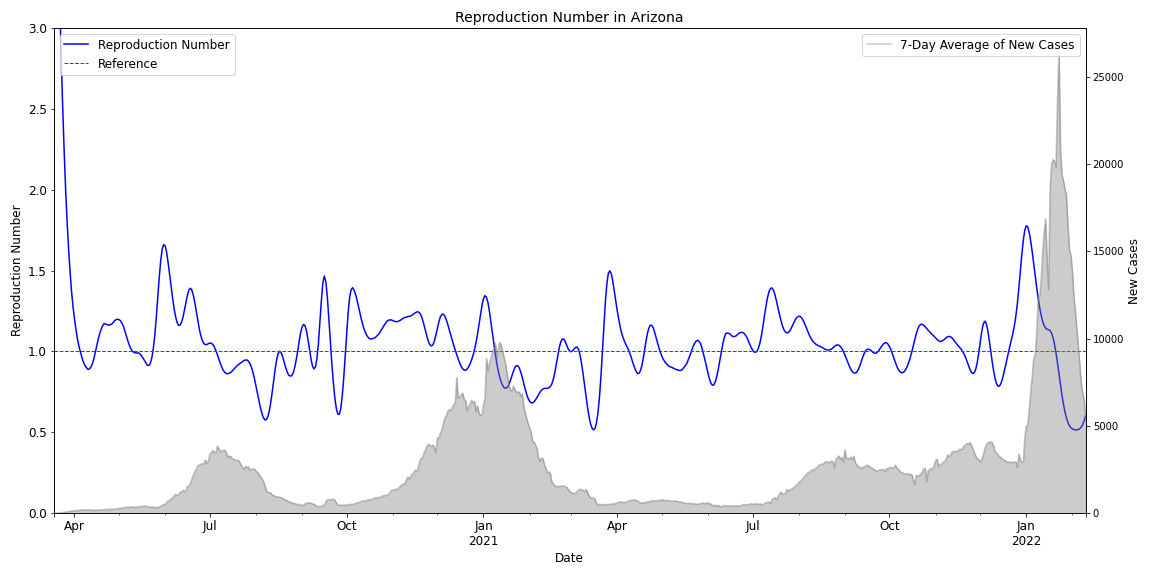 Reproduction Number in Arizona
Reproduction Number
Reference
7-Day Average of New Cases
3.0
2.5
2.0
1.5
1.0
0.5
0.0
Reproduction Number
25000
20000
15000
10000
5000
0
New Cases
Apr
Jul
Oct
Jan
2021
Apr
Jul
Oct
Jan
2022
Date